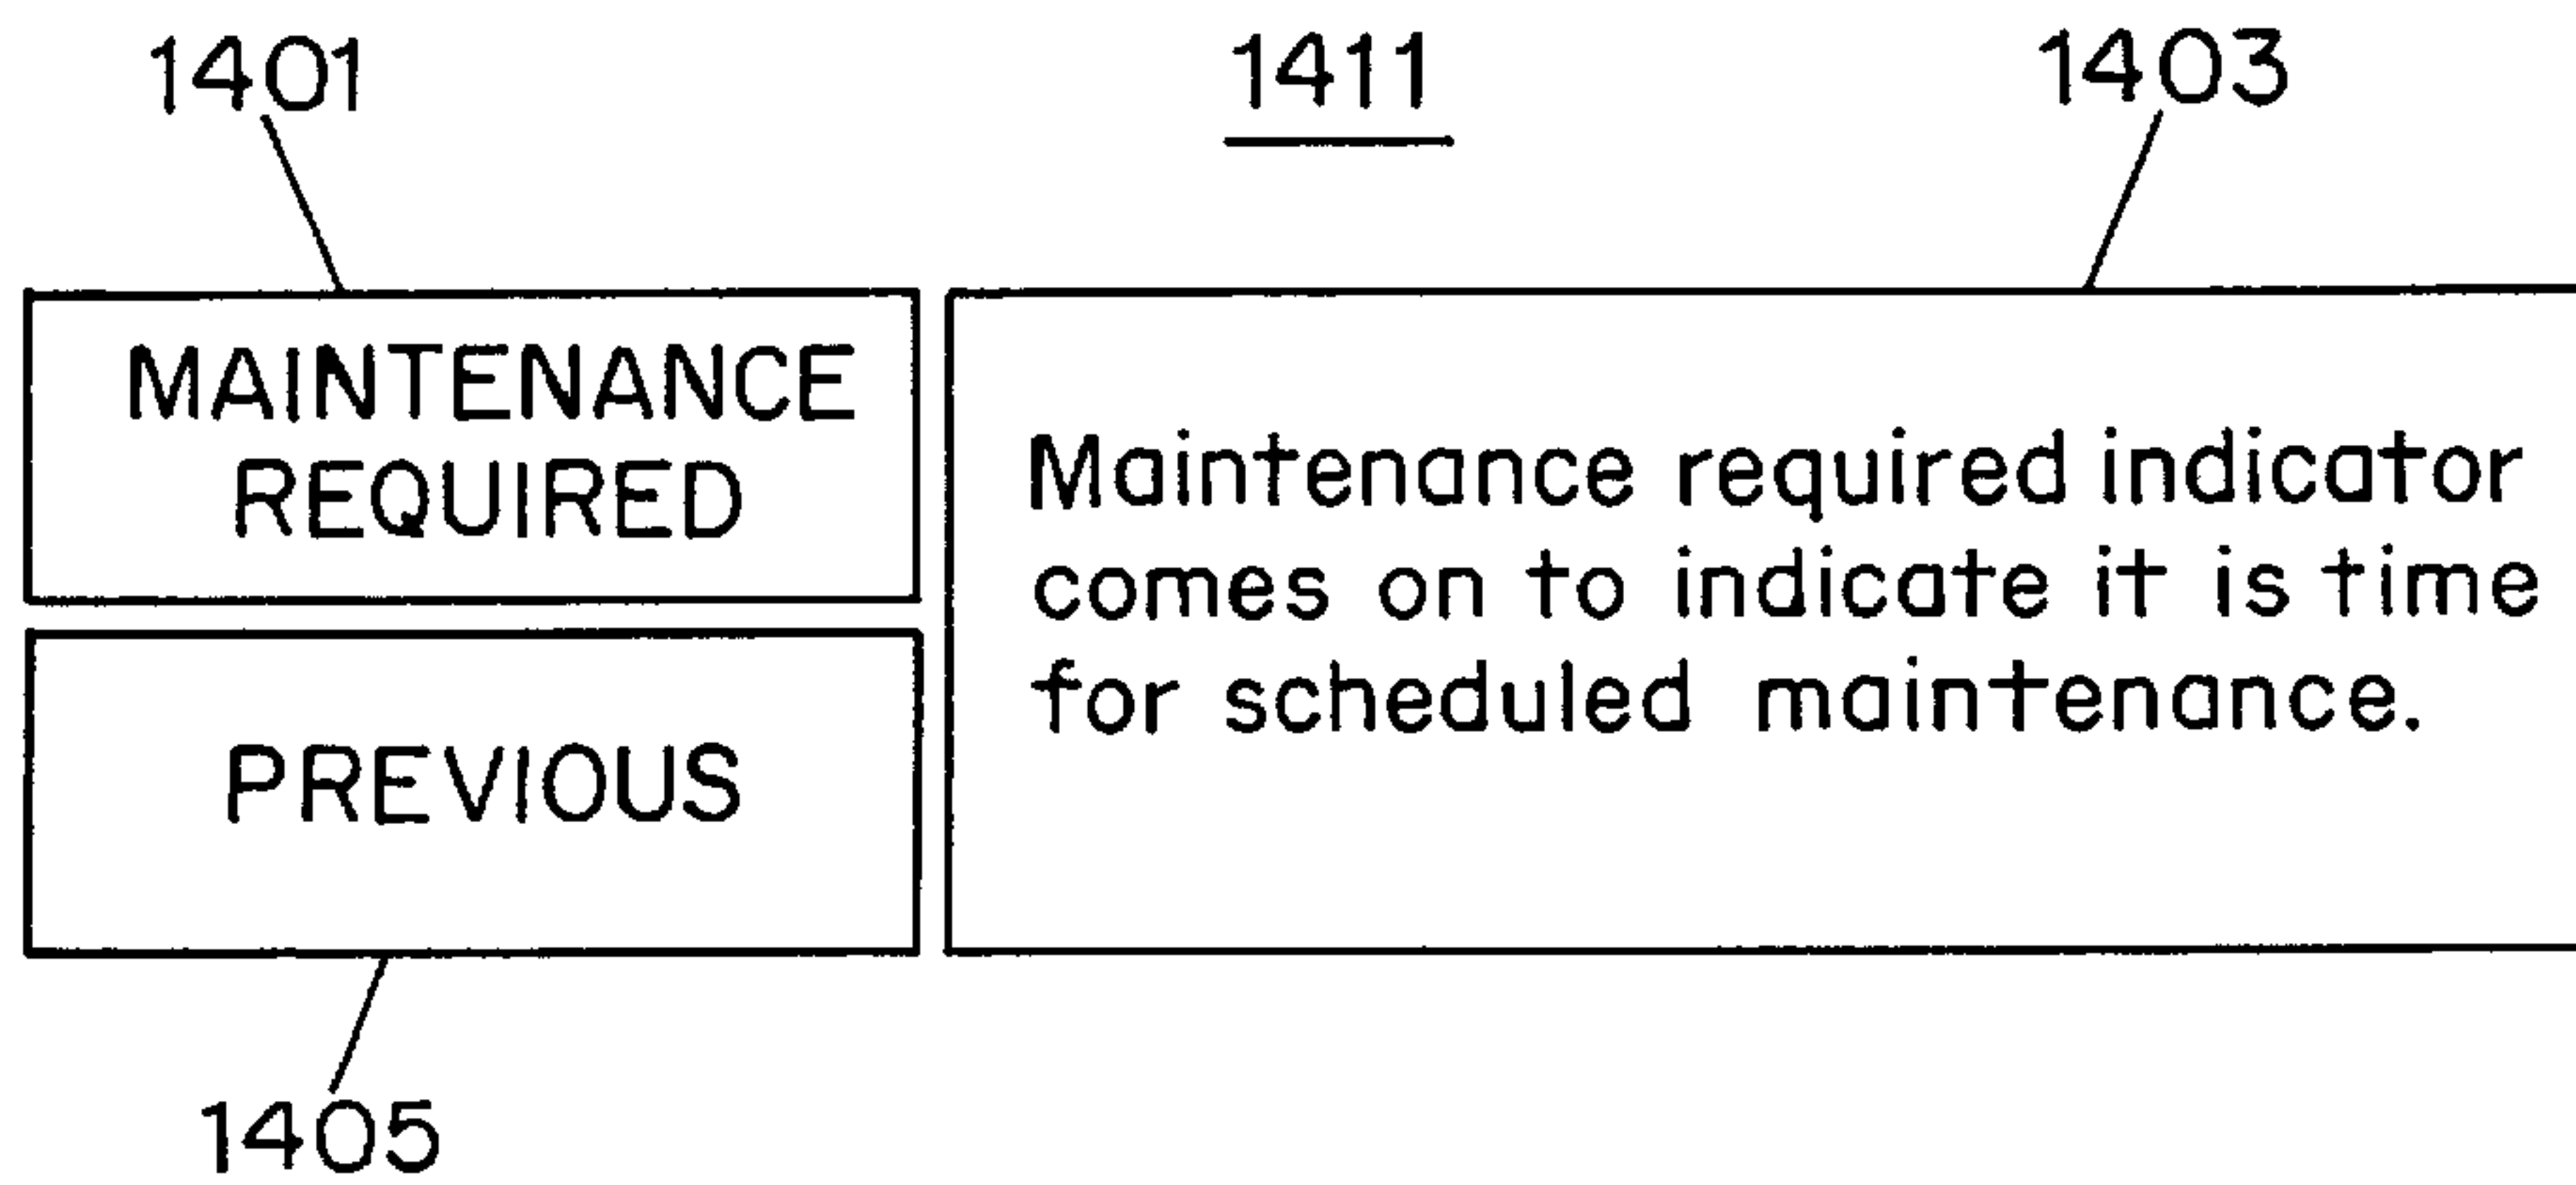 1401
1411
1403
MAINTENANCE
REQUIRED
Maintenance required indicator
comes on to indicate it is time
for scheduled maintenance.
PREVIOUS
1405